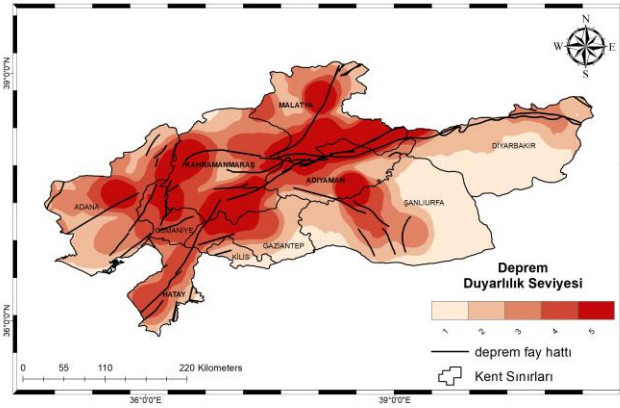 N
W E
S
39°0'0"N
36°0'0"N
MALATYA
DİYARBAKIR
KAHRAMANMARAŞ
ADIYAMAN
ADANA
ŞANLIURFA
OSMANİYE
GAZİANTEP
KİLİS
HATAY
Deprem
Duyarlılık Seviyesi
1 2 3 4 5
deprem fay hattı
Kent Sınırları
0 55 110 220 Kilometers
36°0'0"E 39°0'0"E